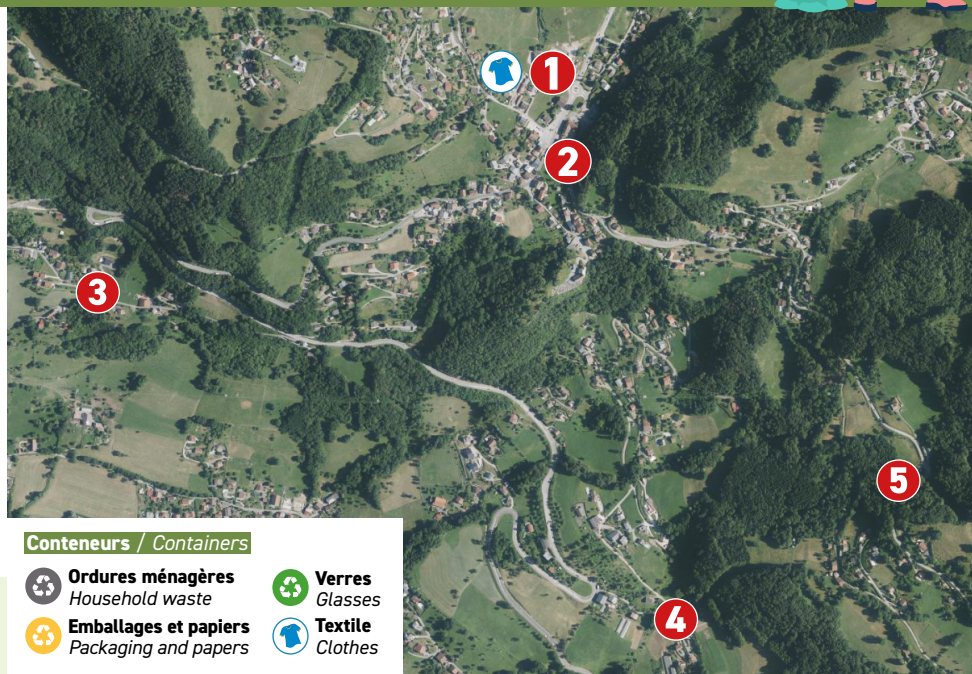 1
2
3
5
4
Conteneurs / Containers
Ordures ménagères
Household waste
Verres
Glasses
Emballages et papiers
Packaging and papers
Textile
Clothes